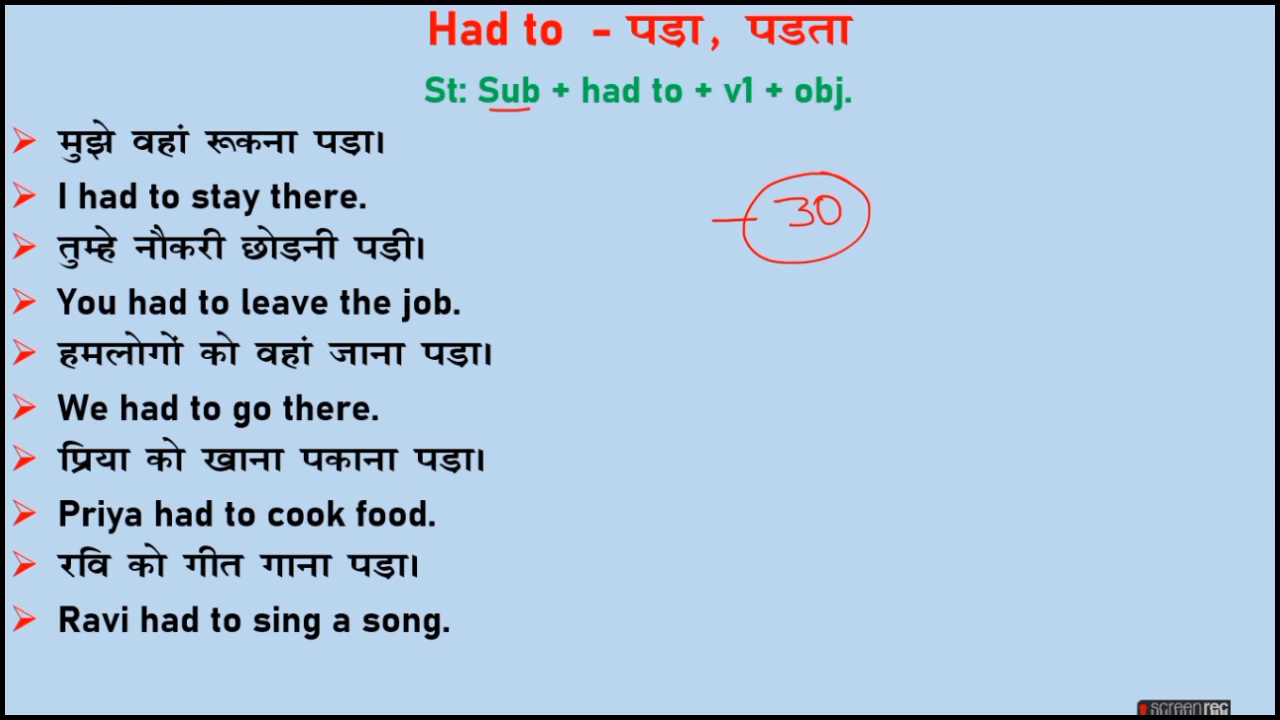 Had to - पडा, पडता
St: Sub + had to + v1 + obj.
मुझे वहां रूकना पडा।
I had to stay there.
- 30
तुम्हे नौकरी छोडनी पडी।
You had to leave the job.
हमलोगों को वहां जाना पडा।
We had to go there.
प्रिया को खाना पकाना पडा।
Priya had to cook food.
रवि को गीत गाना पडा।
Ravi had to sing a song.
screenrec